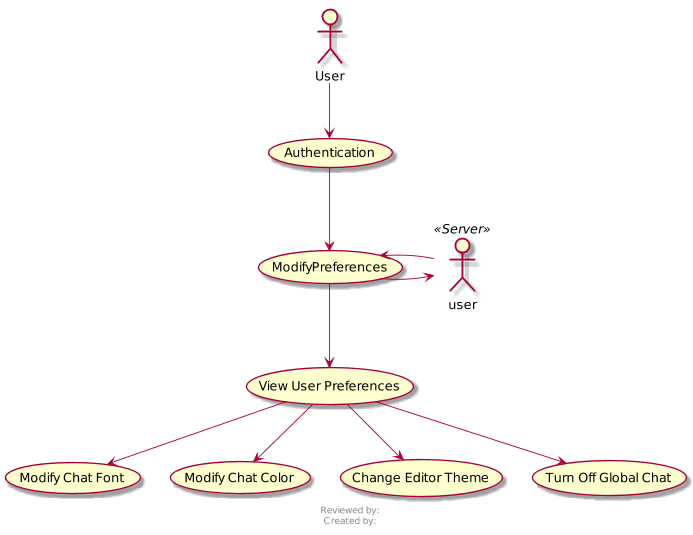 User
Authentication
«Server»
ModifyPreferences
user
View User Preferences
Modify Chat Font
Modify Chat Color
Change Editor Theme
Turn Off Global Chat
Reviewed by:
Created by: